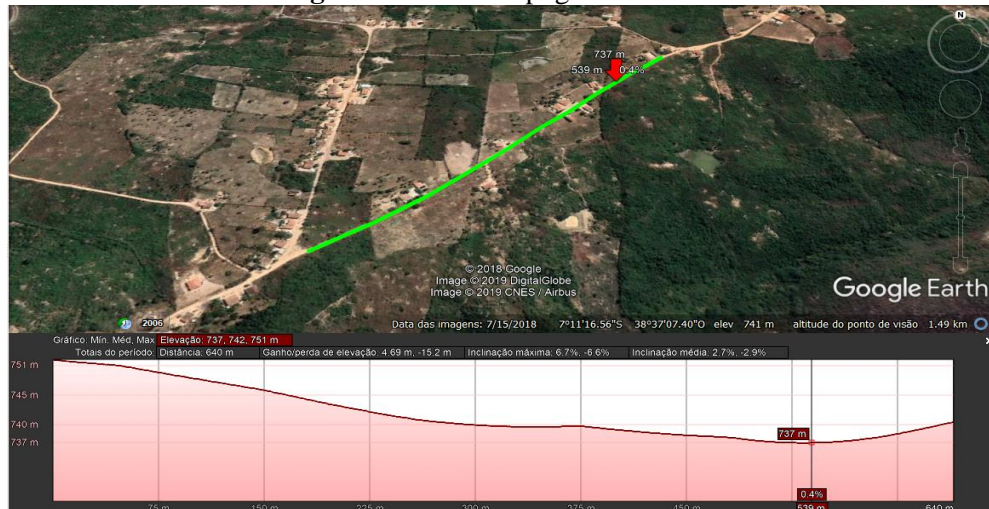 737 m
539 m 0.4%
N
© 2018 Google
Image © 2019 DigitalGlobe
Image © 2019 CNES / Airbus
Google Earth
2006
Data das imagens: 7/15/2018 7°11'16.56"S 38°37'07.40"O elev 741 m altitude do ponto de visão 1.49 km
Gráfico: Mín. Méd, Max Elevação: 737, 742, 751 m
Totais do período: Distância: 640 m Ganho/perda de elevação: 4.69 m, -15.2 m Inclinação máxima: 6.7%, -6.6% Inclinação média: 2.7%, -2.9%
751 m
745 m
740 m
737 m
737 m
0.4%
75 m 150 m 225 m 300 m 375 m 450 m 539 m 640 m